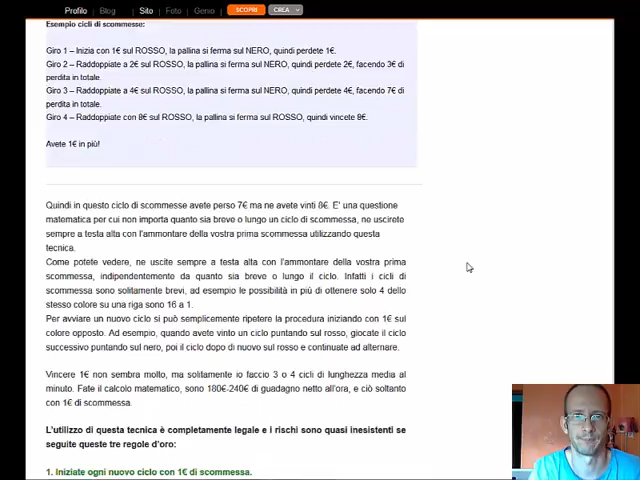 Profilo Blog Sito Foto Genio SCOPRI CREA
Esempio cicli di scommesse:
Giro 1 – Inizia con 1€ sul ROSSO, la pallina si ferma sul NERO, quindi perdete 1€.
Giro 2 – Raddoppiate a 2€ sul ROSSO, la pallina si ferma sul NERO, quindi perdete 2€, facendo 3€ di
perdita in totale.
Giro 3 – Raddoppiate a 4€ sul ROSSO, la pallina si ferma sul NERO, quindi perdete 4€, facendo 7€ di
perdita in totale.
Giro 4 – Raddoppiate con 8€ sul ROSSO, la pallina si ferma sul ROSSO, quindi vincete 8€.
Avete 1€ in più!
Quindi in questo ciclo di scommesse avete perso 7€ ma ne avete vinti 8€. E' una questione
matematica per cui non importa quanto sia breve o lungo un ciclo di scommessa, ne uscirete
sempre a testa alta con l'ammontare della vostra prima scommessa utilizzando questa
tecnica.
Come potete vedere, ne uscite sempre a testa alta con l'ammontare della vostra prima
scommessa, indipendentemente da quanto sia breve o lungo il ciclo. Infatti i cicli di
scommessa sono solitamente brevi, ad esempio le possibilità in più di ottenere solo 4 dello
stesso colore su una riga sono 16 a 1.
Per avviare un nuovo ciclo si può semplicemente ripetere la procedura iniziando con 1€ sul
colore opposto. Ad esempio, quando avete vinto un ciclo puntando sul rosso, giocate il ciclo
successivo puntando sul nero, poi il ciclo dopo di nuovo sul rosso e continuate ad alternare.
Vincere 1€ non sembra molto, ma solitamente io faccio 3 o 4 cicli di lunghezza media al
minuto. Fate il calcolo matematico, sono 180€-240€ di guadagno netto all'ora, e ciò soltanto
con 1€ di scommessa.
L'utilizzo di questa tecnica è completamente legale e i rischi sono quasi inesistenti se
seguite queste tre regole d'oro:
1. Iniziate ogni nuovo ciclo con 1€ di scommessa.